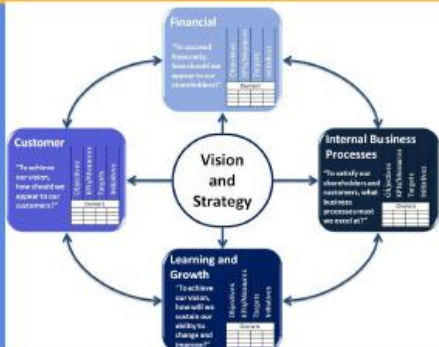 Financial
"To succeed
financially,
how should we
appear to our
shareholders?"
Objectives
KPIs/Measures
Targets
Initiatives
Owners
Customer
"To achieve
our vision,
how should we
appear to our
customers?"
Objectives
KPIs/Measures
Targets
Initiatives
Owners
Vision
and
Strategy
Internal Business
Processes
"To satisfy our
shareholders and
customers, what
business
processes must
we excel at?"
Objectives
KPIs/Measures
Targets
Initiatives
Owners
Learning and
Growth
"To achieve
our vision,
how will we
sustain our
ability to
change and
improve?"
Objectives
KPIs/Measures
Targets
Initiatives
Owners